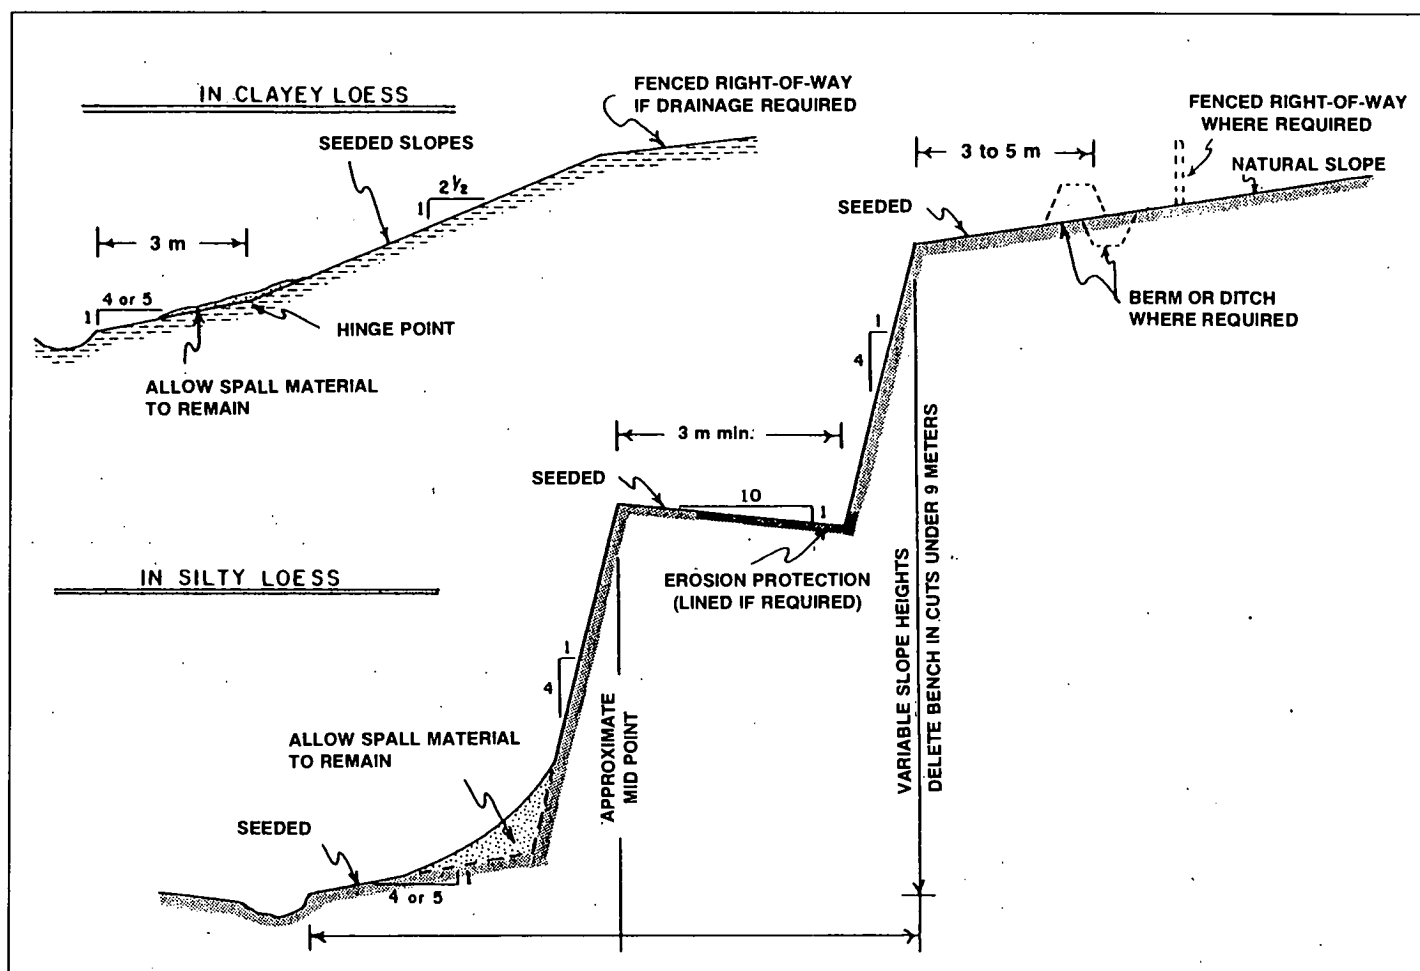 IN CLAYEY LOESS
FENCED RIGHT-OF-WAY
IF DRAINAGE REQUIRED
SEEDED SLOPES
2 1/2
1
3 m
4 or 5
1
HINGE POINT
ALLOW SPALL MATERIAL
TO REMAIN
FENCED RIGHT-OF-WAY
WHERE REQUIRED
3 to 5 m
NATURAL SLOPE
SEEDED
BERM OR DITCH
WHERE REQUIRED
1
4
3 m min.
SEEDED
10
1
EROSION PROTECTION
(LINED IF REQUIRED)
IN SILTY LOESS
1
4
APPROXIMATE
MID POINT
VARIABLE SLOPE HEIGHTS
DELETE BENCH IN CUTS UNDER 9 METERS
ALLOW SPALL MATERIAL
TO REMAIN
SEEDED
1
4 or 5